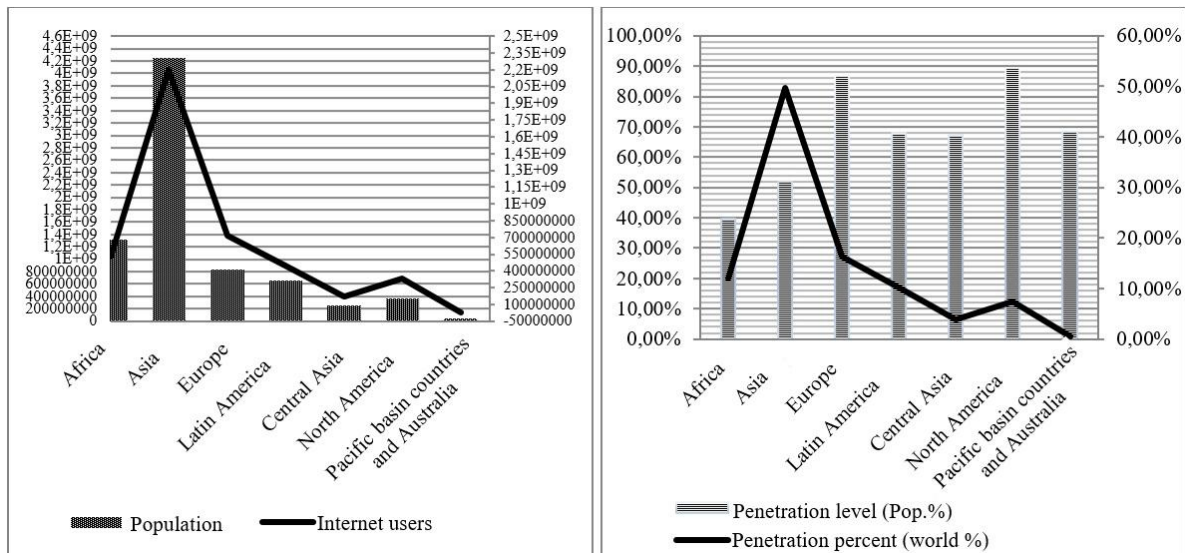 4,6E+09
4,4E+09
4,2E+09
4E+09
3,8E+09
3,6E+09
3,4E+09
3,2E+09
3E+09
2,8E+09
2,6E+09
2,4E+09
2,2E+09
2E+09
1,8E+09
1,6E+09
1,4E+09
1,2E+09
1E+09
800000000
600000000
400000000
200000000
0
2,5E+09
2,35E+09
2,2E+09
2,05E+09
1,9E+09
1,75E+09
1,6E+09
1,45E+09
1,3E+09
1,15E+09
1E+09
850000000
700000000
550000000
400000000
250000000
100000000
-50000000
Africa
Asia
Europe
Latin America
Central Asia
North America
Pacific basin countries
and Australia
Population
Internet users
100,00%
90,00%
80,00%
70,00%
60,00%
50,00%
40,00%
30,00%
20,00%
10,00%
0,00%
60,00%
50,00%
40,00%
30,00%
20,00%
10,00%
0,00%
Africa
Asia
Europe
Latin America
Central Asia
North America
Pacific basin countries
and Australia
Penetration level (Pop.%)
Penetration percent (world %)